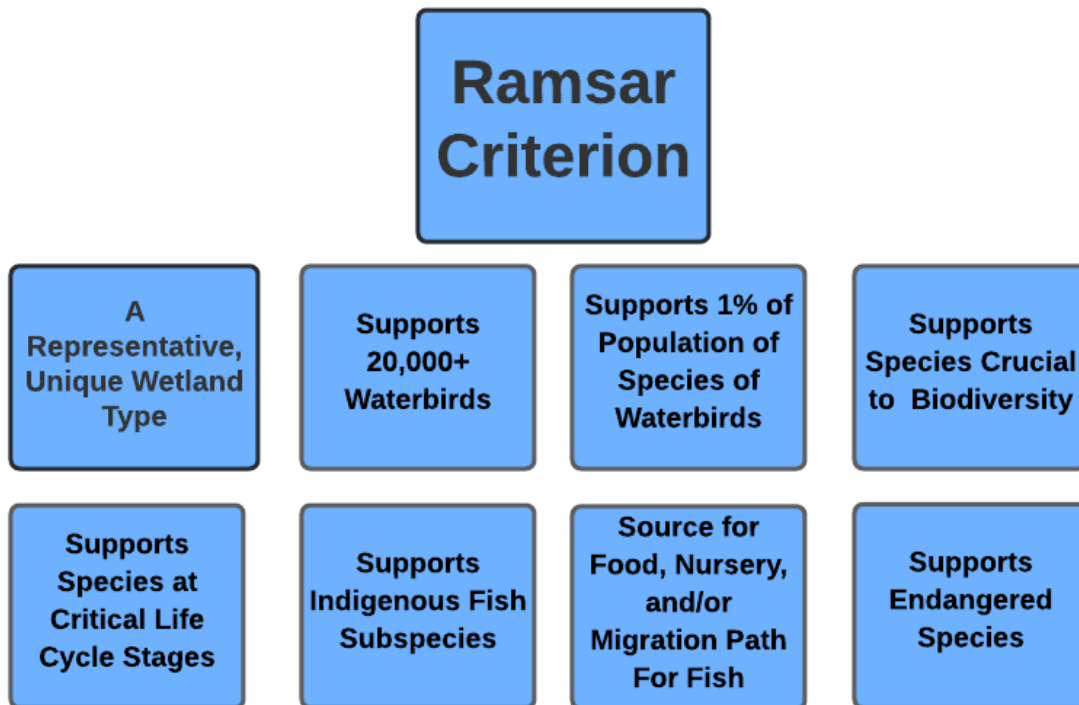 Ramsar
Criterion
A
Representative,
Unique Wetland
Type
Supports
20,000+
Waterbirds
Supports 1% of
Population of
Species of
Waterbirds
Supports
Species Crucial
to Biodiversity
Supports
Species at
Critical Life
Cycle Stages
Supports
Indigenous Fish
Subspecies
Source for
Food, Nursery,
and/or
Migration Path
For Fish
Supports
Endangered
Species